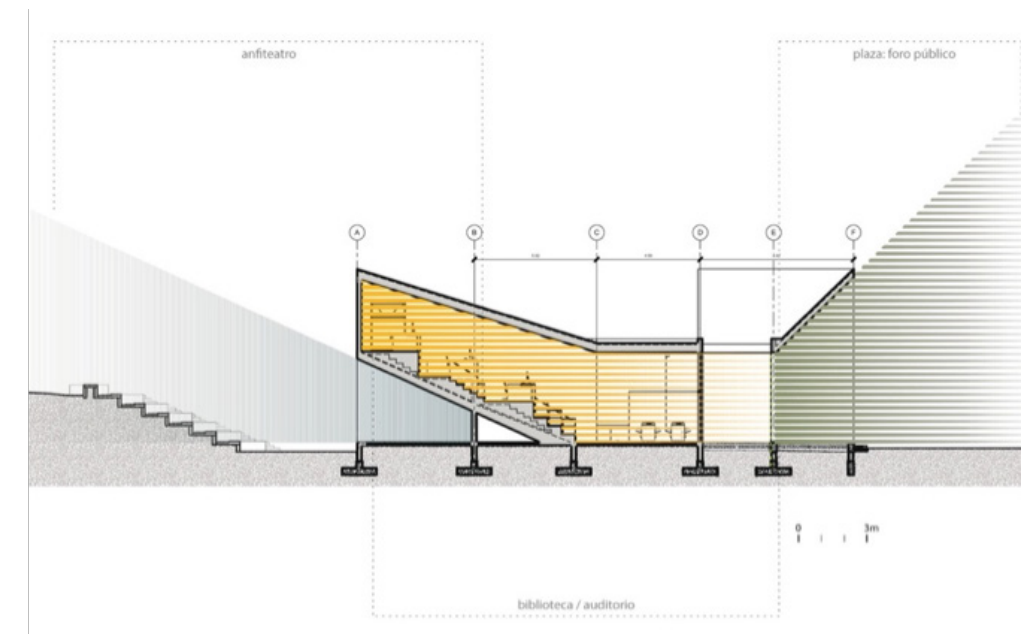 anfiteatro
plaza: foro público
A B C D E F
0 3m
biblioteca / auditorio